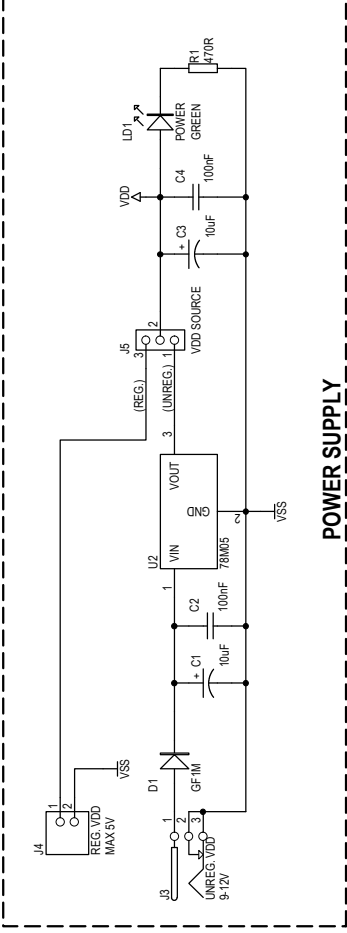 J4
1
2
REG. VDD
MAX 5V
VSS
J3
1
2
3
UNREG. VDD
9-12V
D1
GF1M
+ C1
10uF
C2
100nF
U2
1
VIN
VOUT
GND
2
3
78M05
VSS
(REG.)
(UNREG.)
J5
3
2
1
VDD SOURCE
VDD
+ C3
10uF
C4
100nF
LD1
POWER
GREEN
R1
470R
POWER SUPPLY